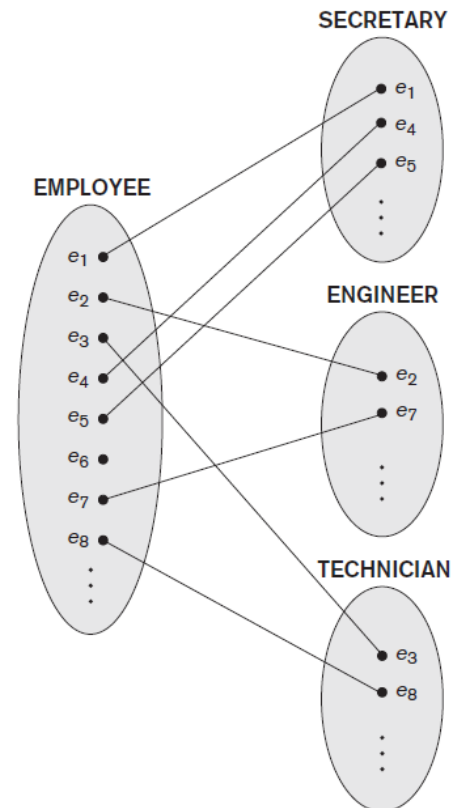 SECRETARY
e1
e4
e5
EMPLOYEE
e1
e2
e3
e4
e5
e6
e7
e8
ENGINEER
e2
e7
TECHNICIAN
e3
e8